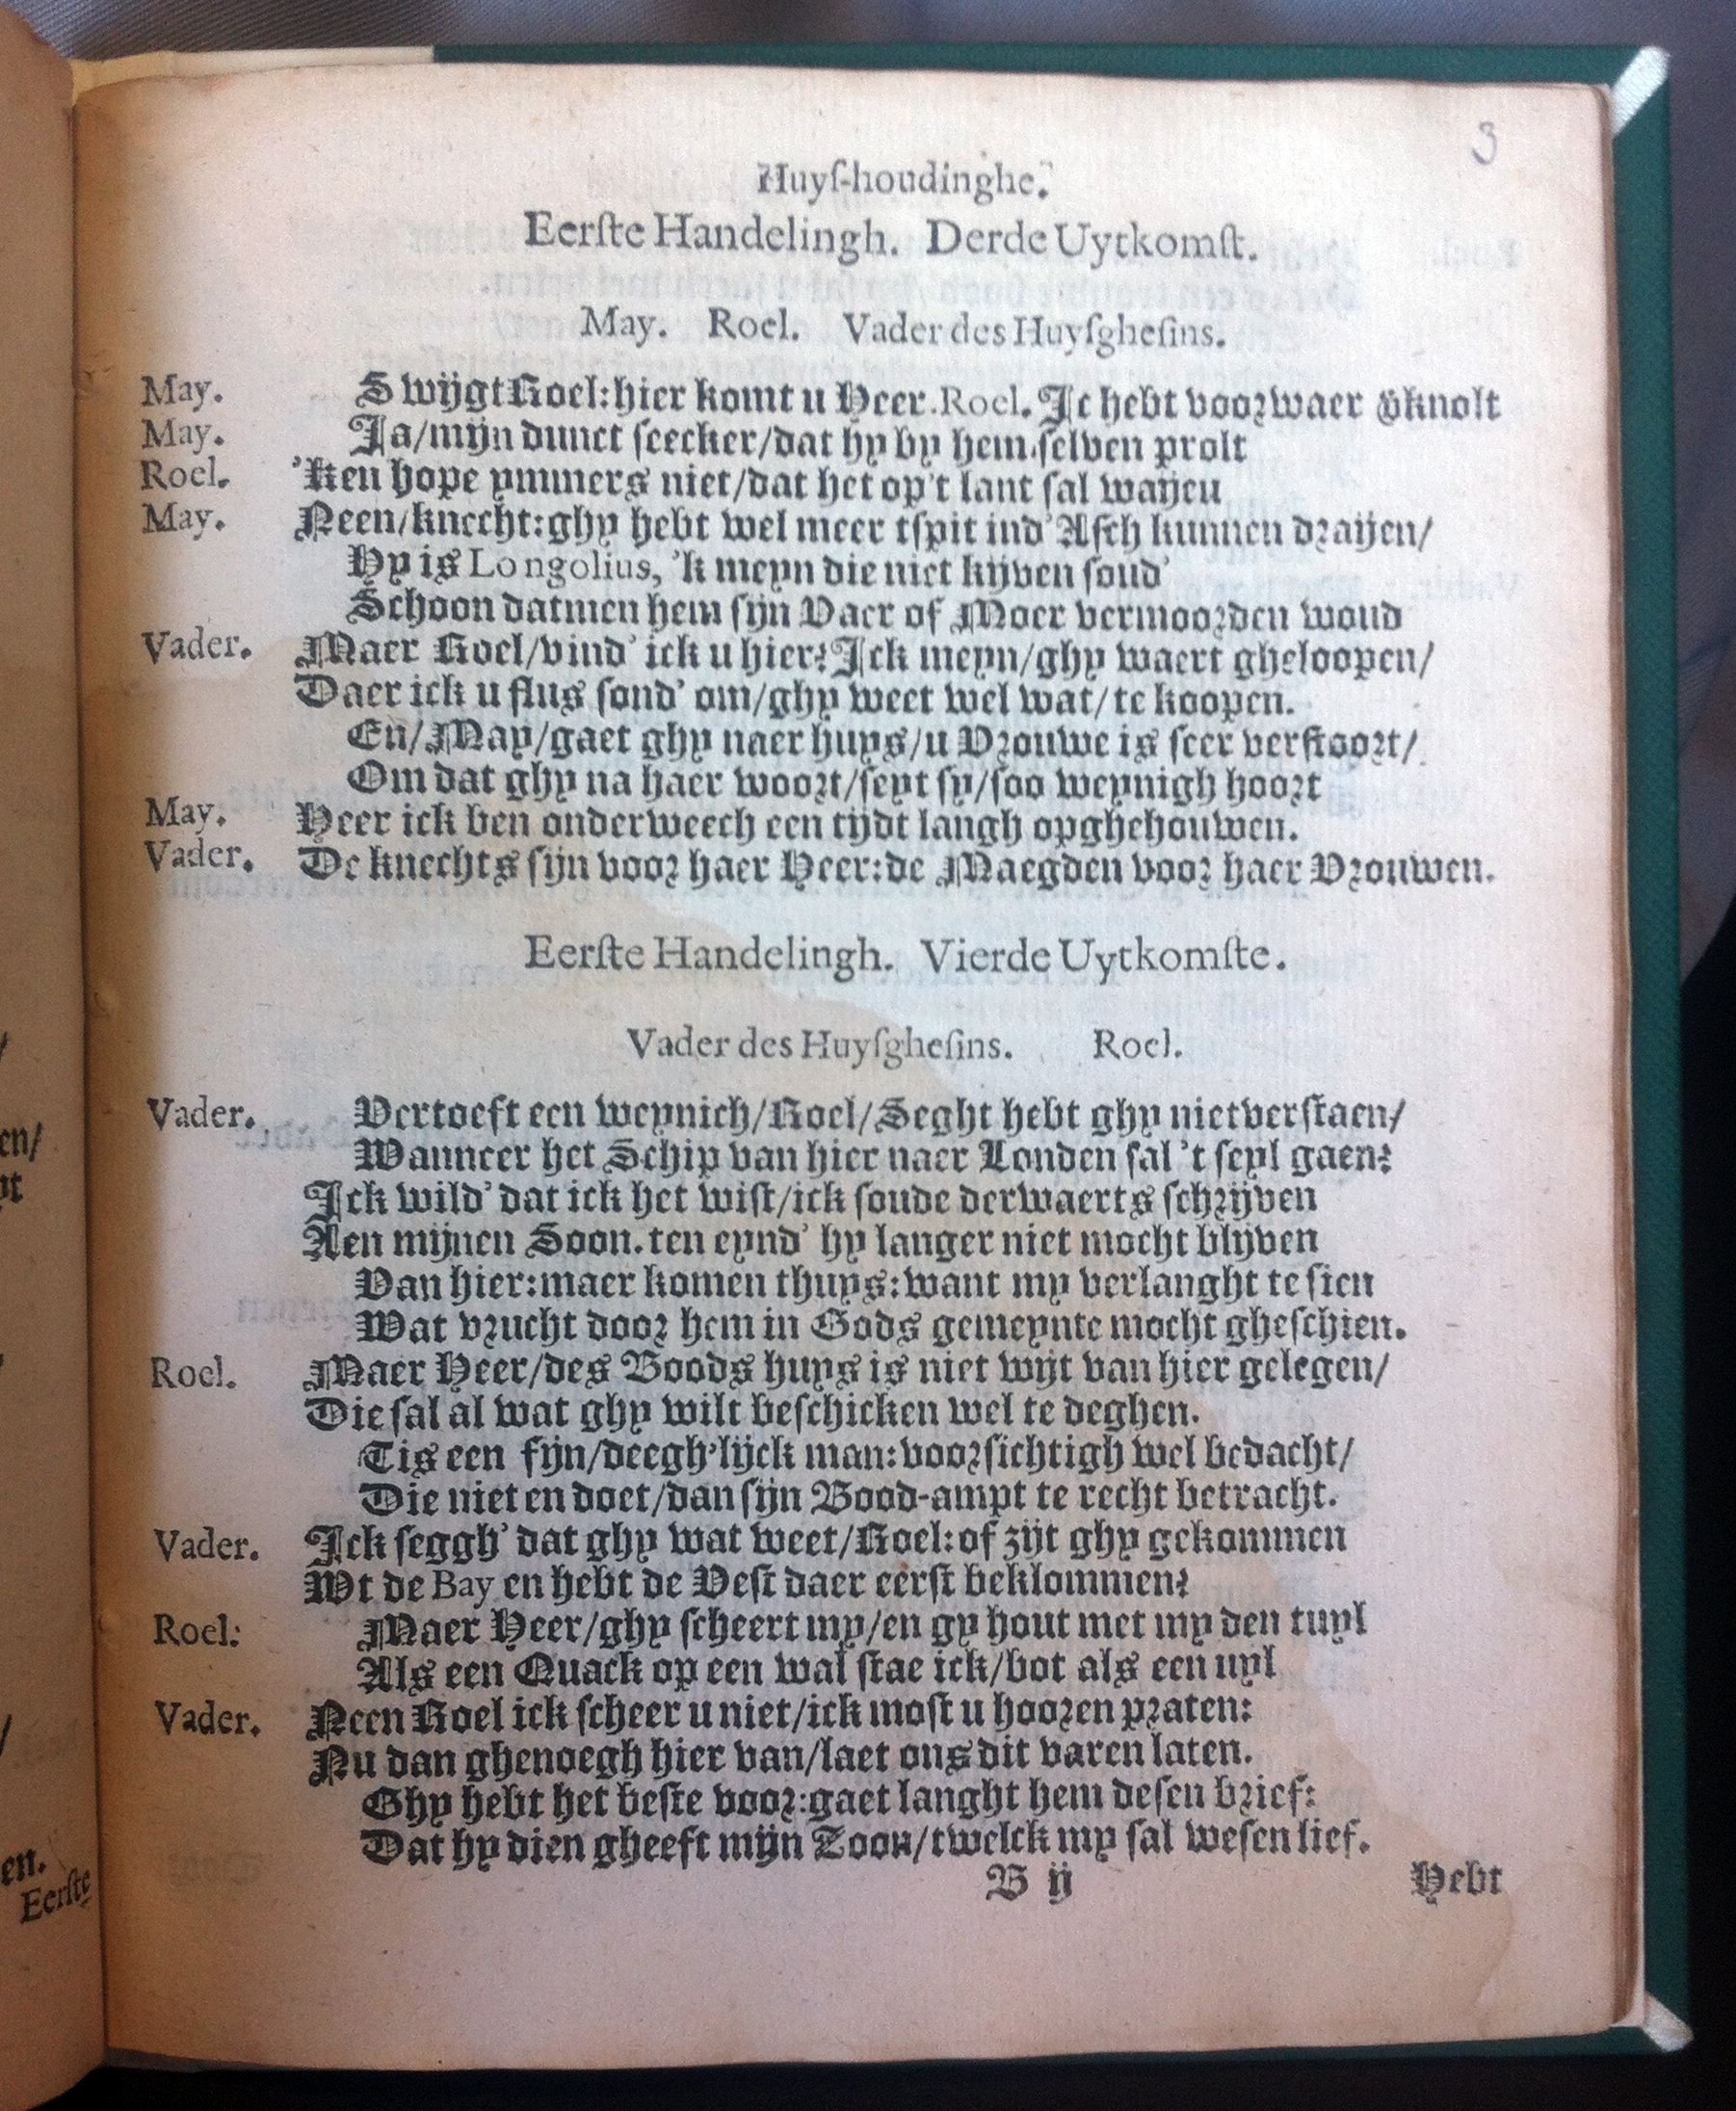 3
Huyſ-houdinghe.
Eerſte Handelingh. Derde Uytkomſt.
May. Roel. Vader des Huyſgheſins.
May. Swijgt Roel: hier komt u Heer. Roel. Jc hebt voorwaer v̈knolt
May. Ja/mijn dunct ſeecker/dat hy by hem ſelven prolt
Roel. 'Ken hope ymmers niet/dat het op't lant ſal waijen
May. Neen/knecht: ghy hebt wel meer tſpit ind' Aſch kunnen draijen/
Hy is Longolius, 'k meyn die niet kijven ſoud'
Schoon datmen hem ſijn Vaer of Moer vermoorden woud
Vader. Maer Roel/vind' ick u hier? Ick meyn/ghy waert gheloopen/
Daer ick u flus ſond' om/ghy weet wel wat/te koopen.
En/May/gaet ghy naer huys/u Vrouwe is ſeer verſtoort/
Om dat ghy na haer woort/ſeyt ſy/ſoo weynigh hoort
May. Heer ick ben onderweech een tijdt langh opghehouwen.
Vader. De knechts ſijn voor haer Heer: de Maegden voor haer Vrouwen.
Eerſte Handelingh. Vierde Uytkomſte.
Vader des Huyſgheſins. Roel.
Vader. Vertoeft een weynich/Roel/Seght hebt ghy niet verſtaen/
Wanneer het Schip van hier naer Londen ſal 't ſeyl gaen?
Ick wild' dat ick het wiſt/ick ſoude derwaerts ſchrijven
Aen mijnen Soon. ten eynd' hy langer niet mocht blijven
Van hier: maer komen thuys: want my verlanght te ſien
Wat vrucht door hem in Gods gemeynte mocht gheſchien.
Roel. Maer Heer/des Boods huys is niet wijt van hier gelegen/
Die ſal al wat ghy wilt beſchicken wel te deghen.
Tis een fijn/deegh'lijck man: voorſichtigh wel bedacht/
Die niet en doet/dan ſijn Bood-ampt te recht betracht.
Vader. Ick ſeggh' dat ghy wat weet/Roel: of zijt ghy gekommen
Wt de Bay en hebt de Veſt daer eerſt beklommen?
Roel: Maer Heer/ghy ſcheert my/en gy hout met my den tuyl
Als een Quack op een wal ſtae ick/bot als een uyl
Vader. Neen Roel ick ſcheer u niet/ick moſt u hooren praten:
Nu dan ghenoegh hier van/laet ons dit varen laten.
Ghy hebt het beſte voor: gaet langht hem deſen brief:
Dat hy dien gheeft mijn Zoon/twelck my ſal weſen lief.
B ij Hebt
en/
en.
Eerſte